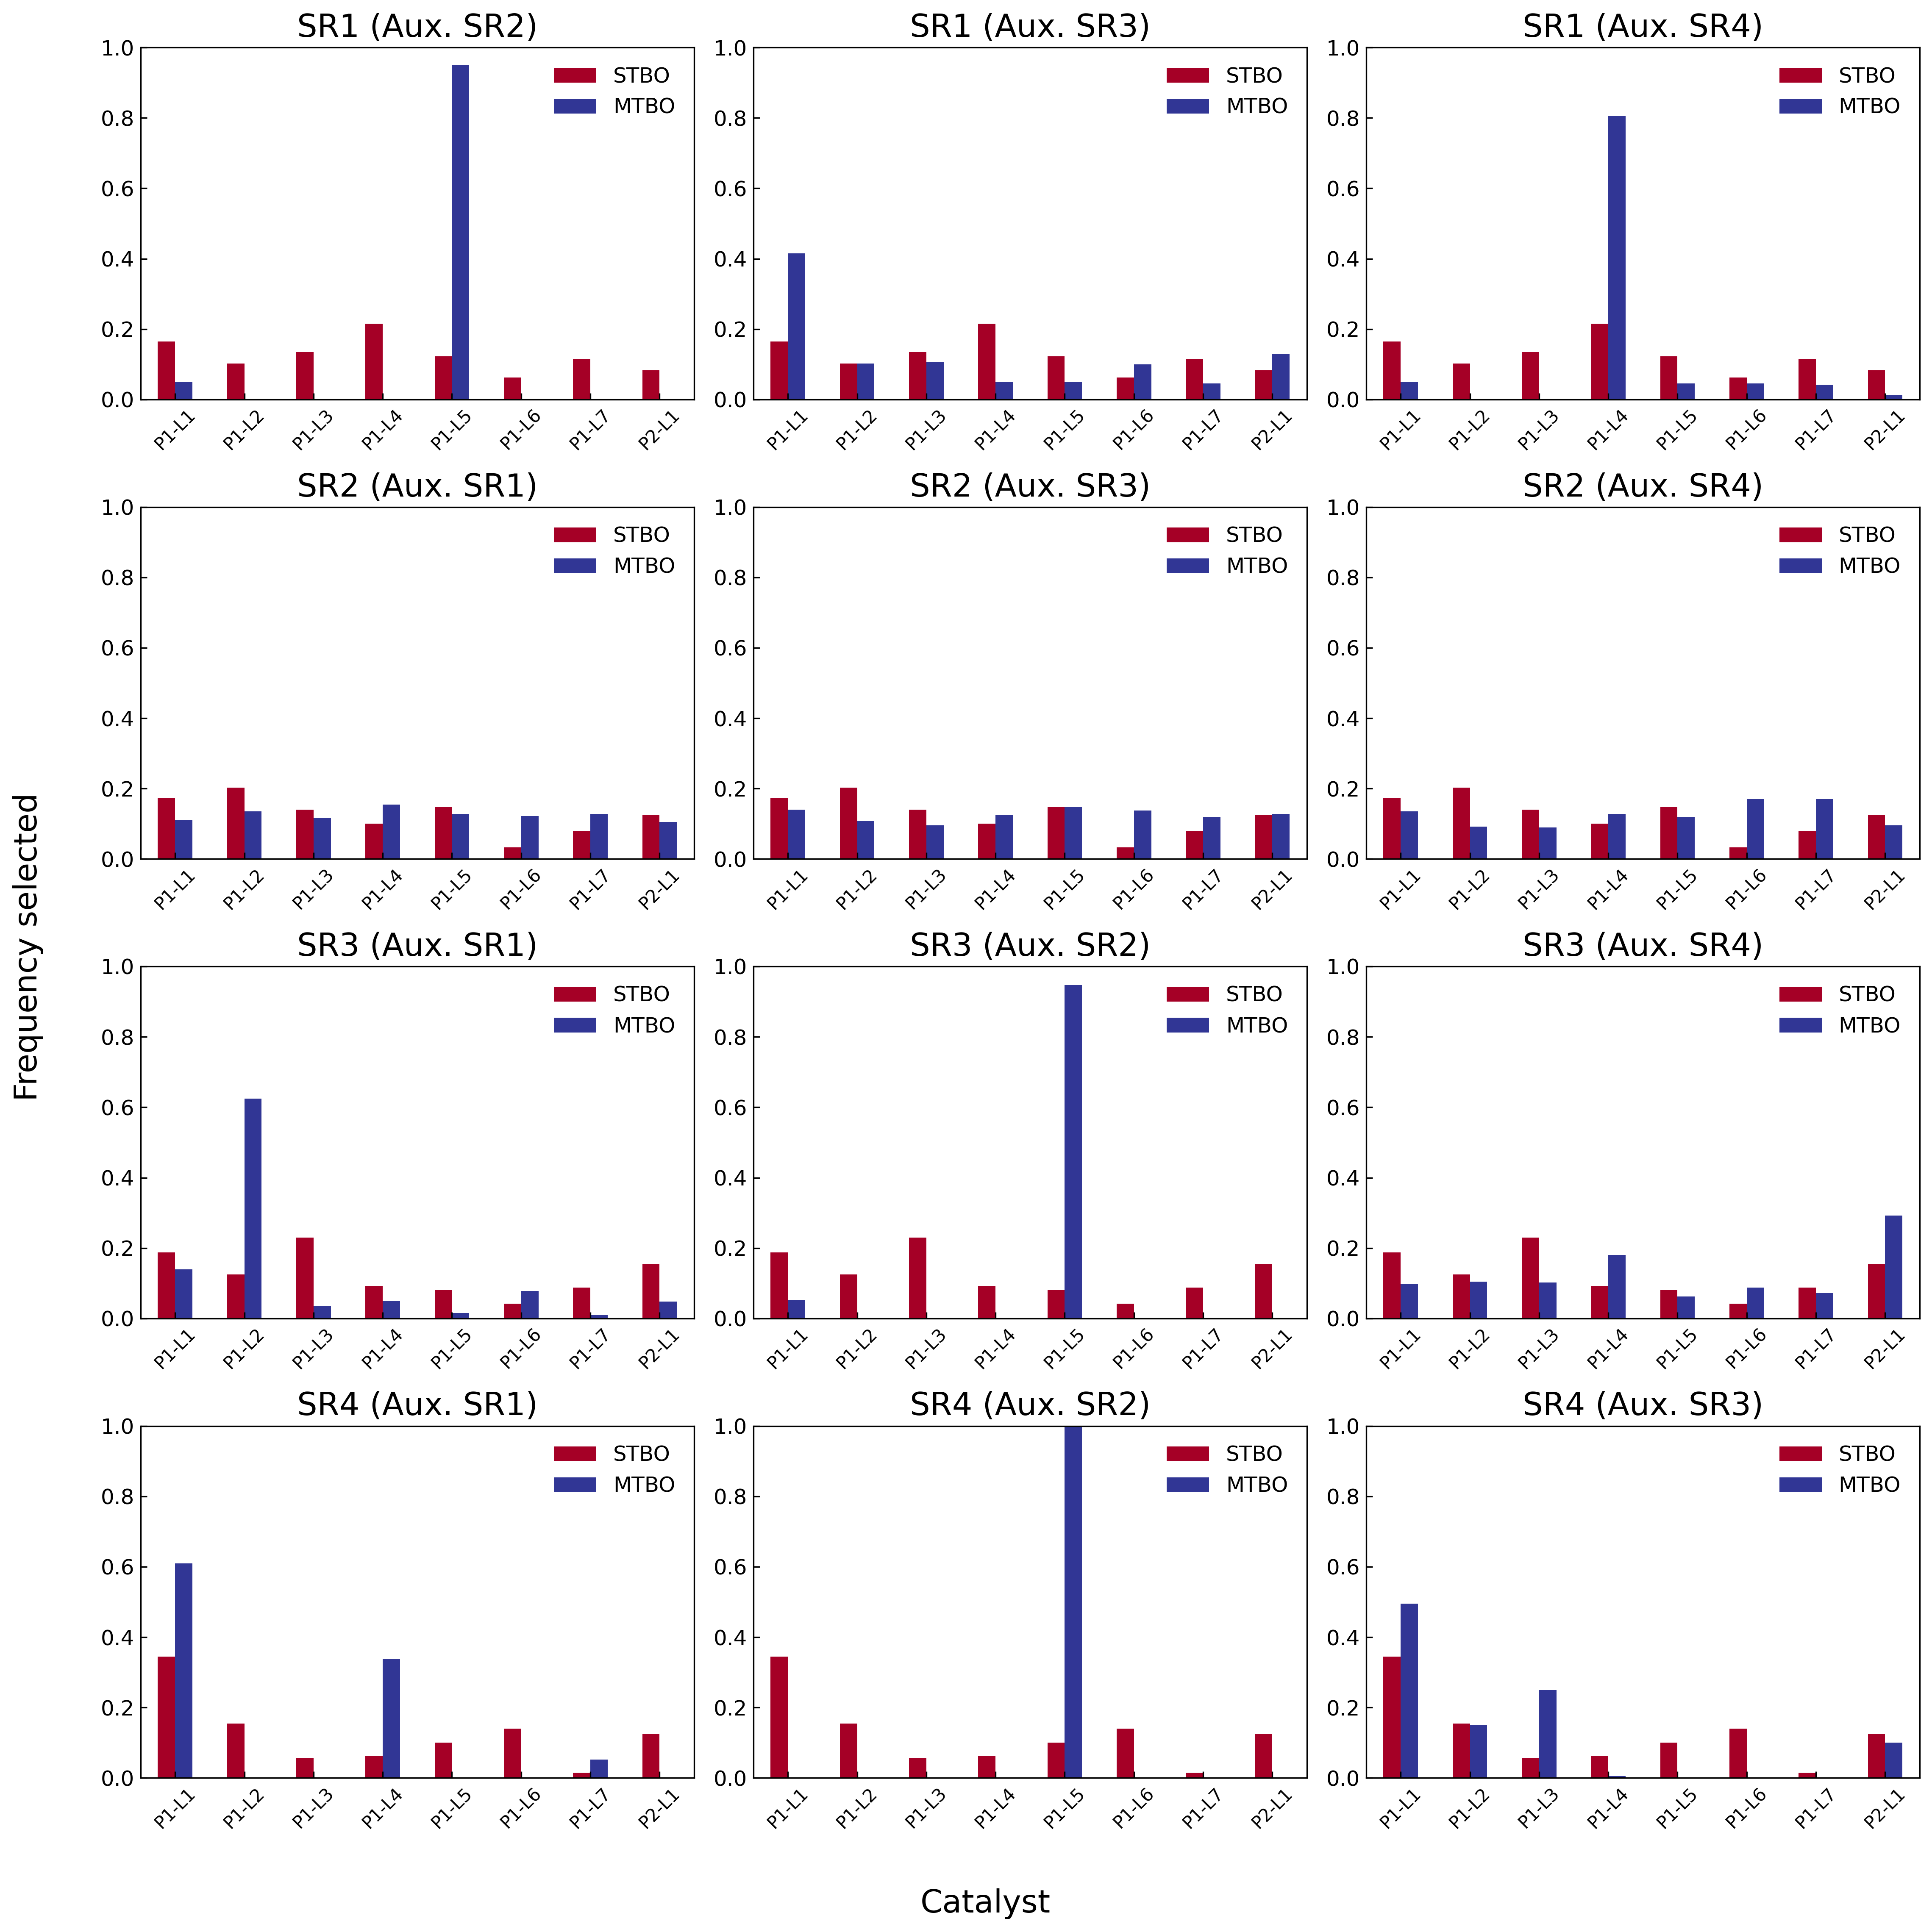 SR1 (Aux. SR2)
1.0
0.8
0.6
0.4
0.2
0.0
STBO
MTBO
P1-L1
P1-L2
P1-L3
P1-L4
P1-L5
P1-L6
P1-L7
P2-L1
SR1 (Aux. SR3)
1.0
0.8
0.6
0.4
0.2
0.0
STBO
MTBO
P1-L1
P1-L2
P1-L3
P1-L4
P1-L5
P1-L6
P1-L7
P2-L1
SR1 (Aux. SR4)
1.0
0.8
0.6
0.4
0.2
0.0
STBO
MTBO
P1-L1
P1-L2
P1-L3
P1-L4
P1-L5
P1-L6
P1-L7
P2-L1
SR2 (Aux. SR1)
1.0
0.8
0.6
0.4
0.2
0.0
STBO
MTBO
P1-L1
P1-L2
P1-L3
P1-L4
P1-L5
P1-L6
P1-L7
P2-L1
SR2 (Aux. SR3)
1.0
0.8
0.6
0.4
0.2
0.0
STBO
MTBO
P1-L1
P1-L2
P1-L3
P1-L4
P1-L5
P1-L6
P1-L7
P2-L1
SR2 (Aux. SR4)
1.0
0.8
0.6
0.4
0.2
0.0
STBO
MTBO
P1-L1
P1-L2
P1-L3
P1-L4
P1-L5
P1-L6
P1-L7
P2-L1
Frequency selected
SR3 (Aux. SR1)
1.0
0.8
0.6
0.4
0.2
0.0
STBO
MTBO
P1-L1
P1-L2
P1-L3
P1-L4
P1-L5
P1-L6
P1-L7
P2-L1
SR3 (Aux. SR2)
1.0
0.8
0.6
0.4
0.2
0.0
STBO
MTBO
P1-L1
P1-L2
P1-L3
P1-L4
P1-L5
P1-L6
P1-L7
P2-L1
SR3 (Aux. SR4)
1.0
0.8
0.6
0.4
0.2
0.0
STBO
MTBO
P1-L1
P1-L2
P1-L3
P1-L4
P1-L5
P1-L6
P1-L7
P2-L1
SR4 (Aux. SR1)
1.0
0.8
0.6
0.4
0.2
0.0
STBO
MTBO
P1-L1
P1-L2
P1-L3
P1-L4
P1-L5
P1-L6
P1-L7
P2-L1
SR4 (Aux. SR2)
1.0
0.8
0.6
0.4
0.2
0.0
STBO
MTBO
P1-L1
P1-L2
P1-L3
P1-L4
P1-L5
P1-L6
P1-L7
P2-L1
SR4 (Aux. SR3)
1.0
0.8
0.6
0.4
0.2
0.0
STBO
MTBO
P1-L1
P1-L2
P1-L3
P1-L4
P1-L5
P1-L6
P1-L7
P2-L1
Catalyst